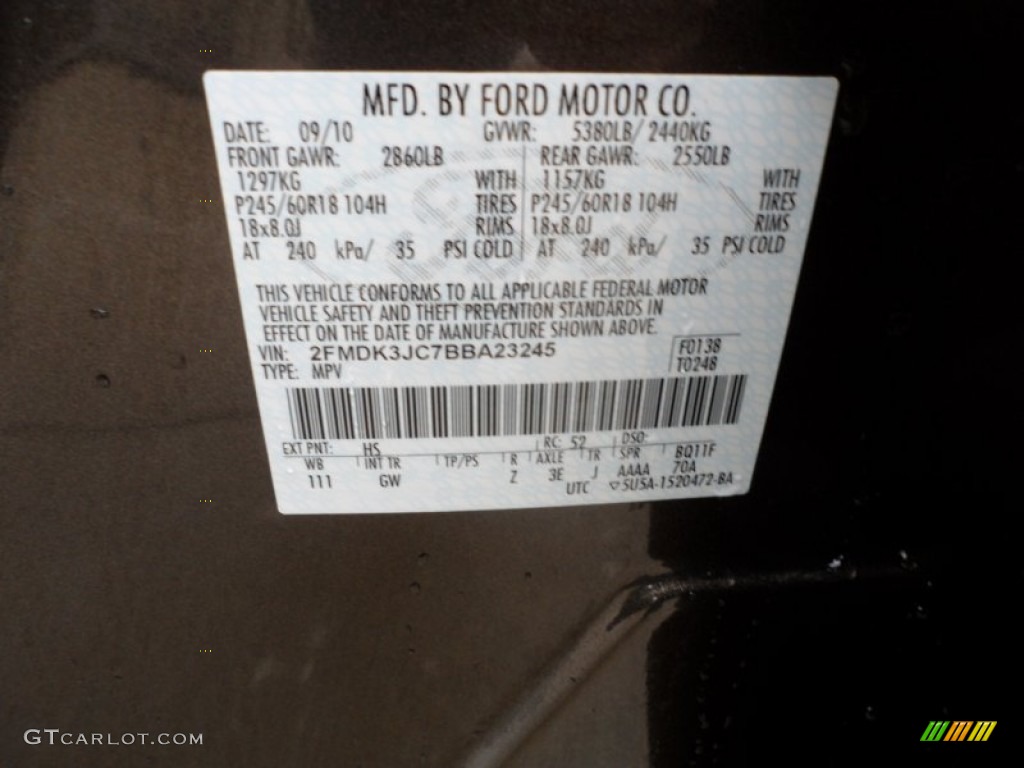 MFD. BY FORD MOTOR CO.
DATE: 09/10 GVWR: 5380LB/ 2440KG
FRONT GAWR: 2860LB REAR GAWR: 2550LB
1297KG WITH 1157KG WITH
P245/60R18 104H TIRES P245/60R18 104H TIRES
18x8.0J RIMS 18x8.0J RIMS
AT 240 kPa/ 35 PSI COLD AT 240 kPa/ 35 PSI COLD
THIS VEHICLE CONFORMS TO ALL APPLICABLE FEDERAL MOTOR
VEHICLE SAFETY AND THEFT PREVENTION STANDARDS IN
EFFECT ON THE DATE OF MANUFACTURE SHOWN ABOVE.
VIN: 2FMDK3JC7BBA23245 F0138
TYPE: MPV T0248
EXT PNT: HS RC: 52 DSO:
WB INT TR TP/PS R AXLE TR SPR BQ11F
111 GW Z 3E J AAAA 70A
UTC ▽5USA-1520472-BA
GTCARLOT.COM